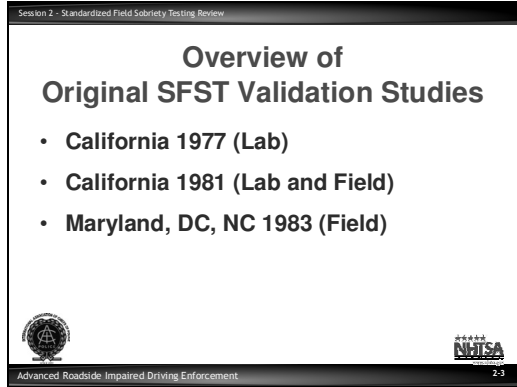 Session 2 - Standardized Field Sobriety Testing Review
Overview of
Original SFST Validation Studies
• California 1977 (Lab)
• California 1981 (Lab and Field)
• Maryland, DC, NC 1983 (Field)
NHTSA
Advanced Roadside Impaired Driving Enforcement
2-3